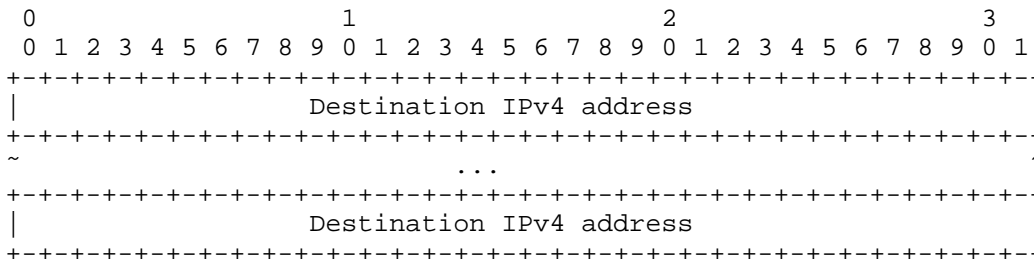 0                   1                   2                   3
 0 1 2 3 4 5 6 7 8 9 0 1 2 3 4 5 6 7 8 9 0 1 2 3 4 5 6 7 8 9 0 1
+-+-+-+-+-+-+-+-+-+-+-+-+-+-+-+-+-+-+-+-+-+-+-+-+-+-+-+-+-+-+-+-
|                  Destination IPv4 address
+-+-+-+-+-+-+-+-+-+-+-+-+-+-+-+-+-+-+-+-+-+-+-+-+-+-+-+-+-+-+-+-
~                           ...                                 ~
+-+-+-+-+-+-+-+-+-+-+-+-+-+-+-+-+-+-+-+-+-+-+-+-+-+-+-+-+-+-+-+-
|                  Destination IPv4 address
+-+-+-+-+-+-+-+-+-+-+-+-+-+-+-+-+-+-+-+-+-+-+-+-+-+-+-+-+-+-+-+-